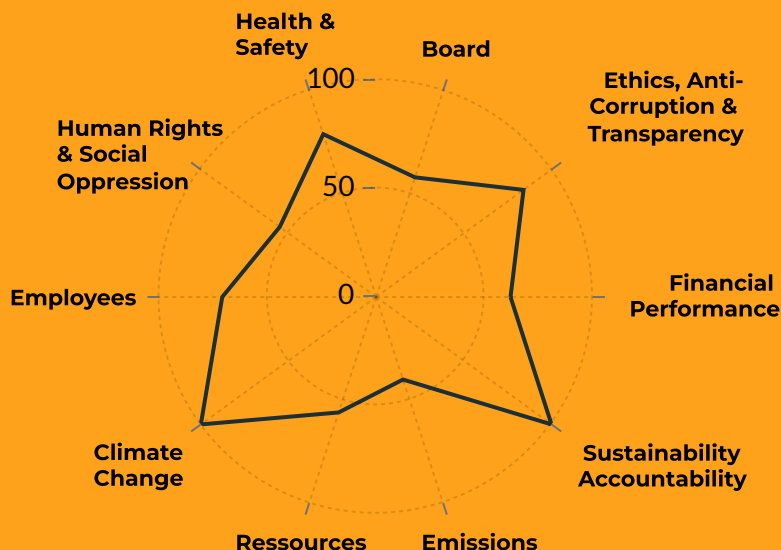 Health &
Safety
Board
100
Ethics, Anti-
Corruption &
Transparency
Human Rights
& Social
Oppression
50
0
Employees
Financial
Performance
Climate
Change
Sustainability
Accountability
Ressources
Emissions